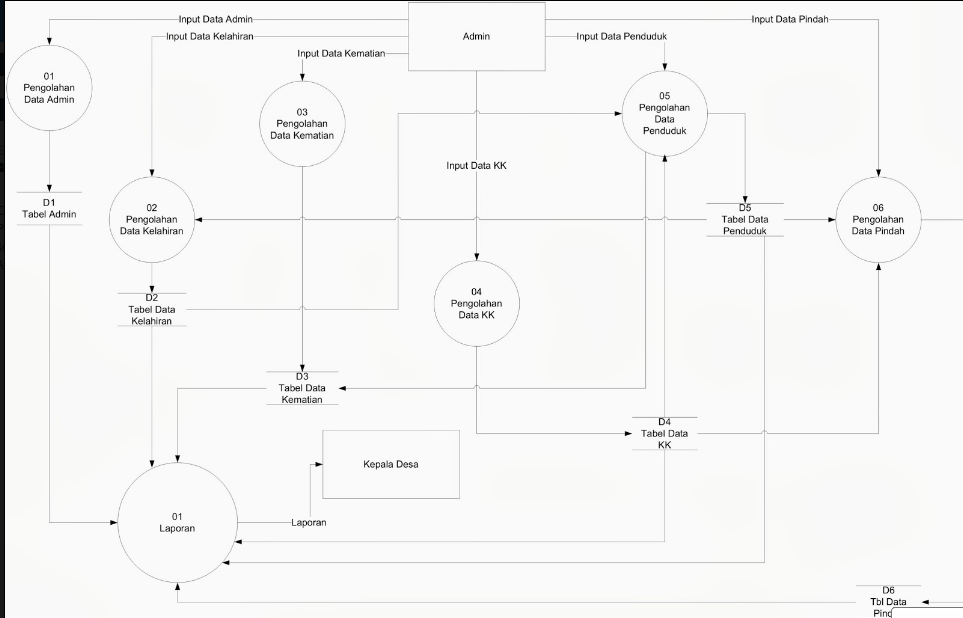 Input Data Admin
Input Data Pindah
Input Data Kelahiran
Admin
Input Data Penduduk
Input Data Kematian
01
Pengolahan
Data Admin
03
Pengolahan
Data Kematian
05
Pengolahan
Data
Penduduk
Input Data KK
D1
Tabel Admin
02
Pengolahan
Data Kelahiran
D5
Tabel Data
Penduduk
06
Pengolahan
Data Pindah
04
Pengolahan
Data KK
D2
Tabel Data
Kelahiran
D3
Tabel Data
Kematian
D4
Tabel Data
KK
Kepala Desa
01
Laporan
Laporan
D6
Tbl Data